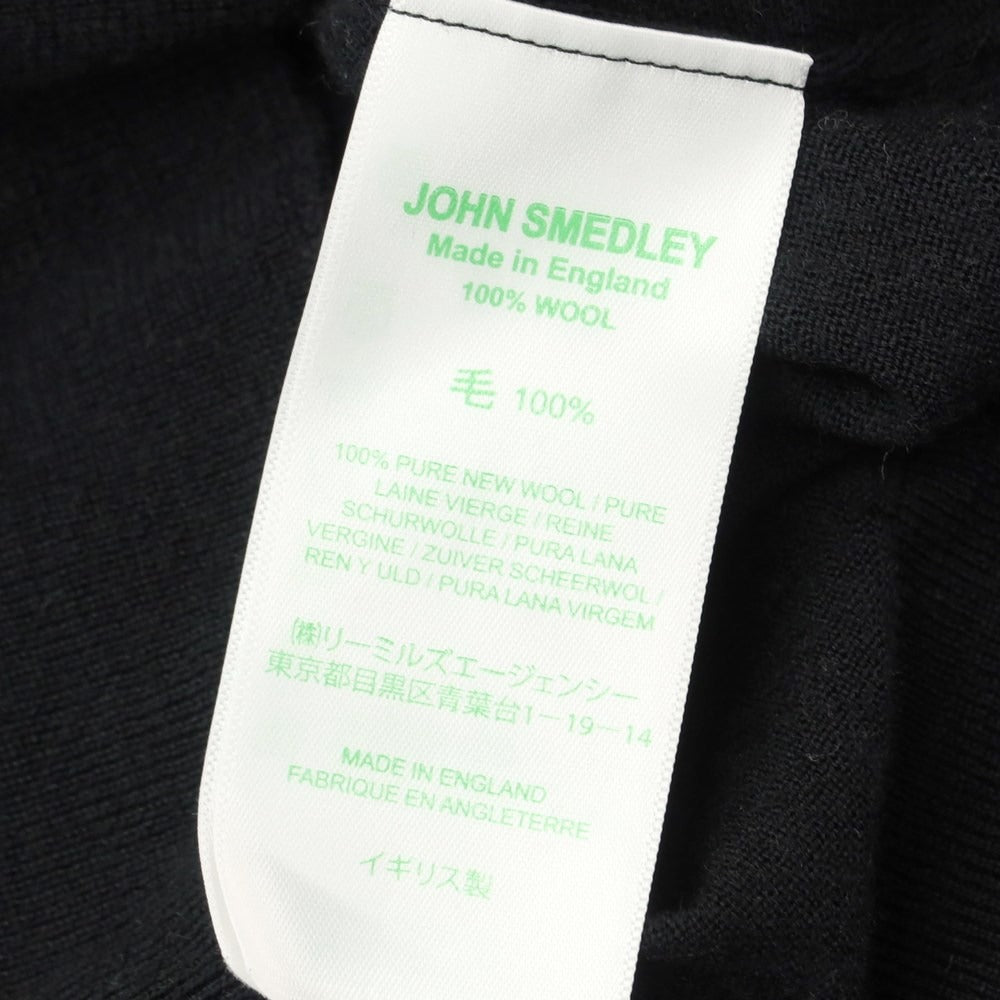 JOHN SMEDLEY
Made in England
100% WOOL
毛 100%
100% PURE NEW WOOL / PURE
LAINE VIERGE / REINE
SCHURWOLLE / PURA LANA
VERGINE / ZUIVER SCHEERWOL /
REN Y ULD / PURA LANA VIRGEM
㈱リーミルズエージェンシー
東京都目黒区青葉台1－19－14
MADE IN ENGLAND
FABRIQUE EN ANGLETERRE
イギリス製